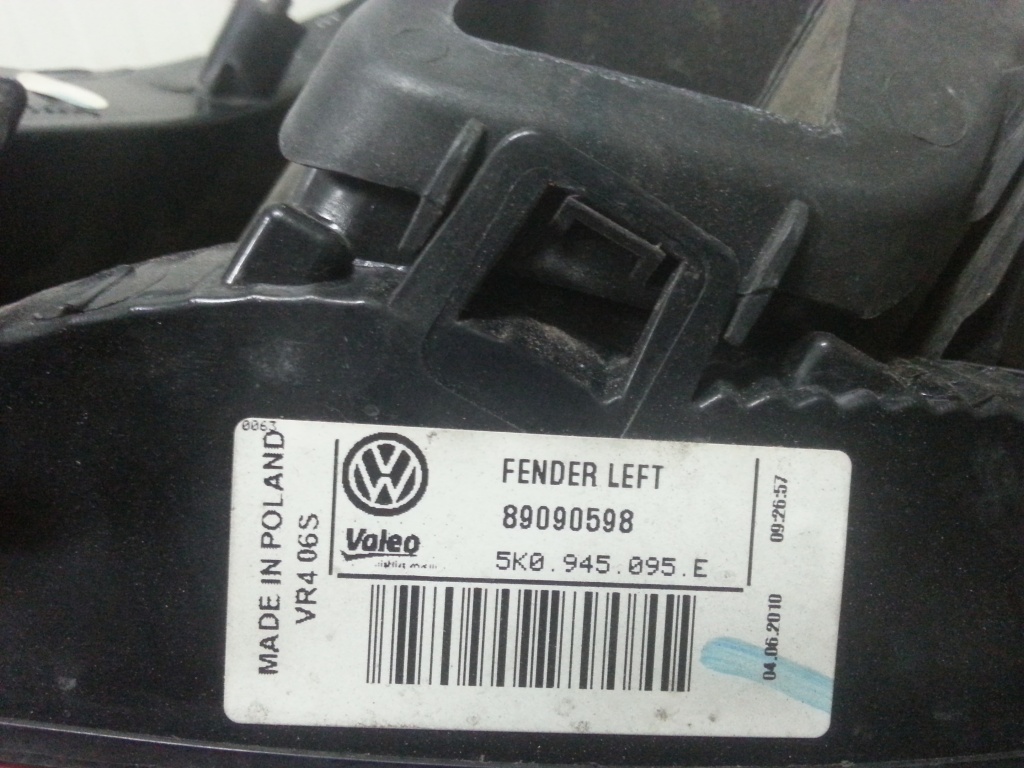 0063
MADE IN POLAND
VR4 06S
FENDER LEFT
89090598
Valeo
5K0.945.095.E
09:26:57
04.06.2010